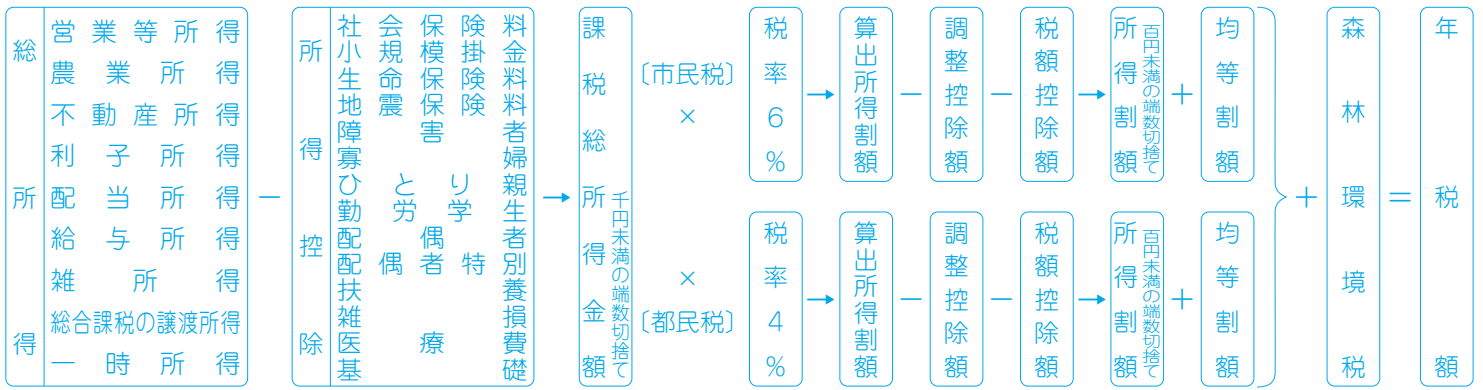 総所得
営業等所得
農業所得
不動産所得
利子所得
配当所得
給与所得
雑所得
総合課税の譲渡所得
一時所得
−
所得控除
社会保険料
小規模掛金
生命保険料
地震保険料
障害者
寡婦
ひとり親
勤労学生
配偶者
配偶者特別
扶養
雑損
医療費
基礎
→
課税総所得金額
千円未満の端数切捨て
〔市民税〕
×
税率6%
→
算出所得割額
−
調整控除額
−
税額控除額
→
所得割額
百円未満の端数切捨て
+
均等割額
×
〔都民税〕
税率4%
→
算出所得割額
−
調整控除額
−
税額控除額
→
所得割額
百円未満の端数切捨て
+
均等割額
+
森林環境税
=
年税額